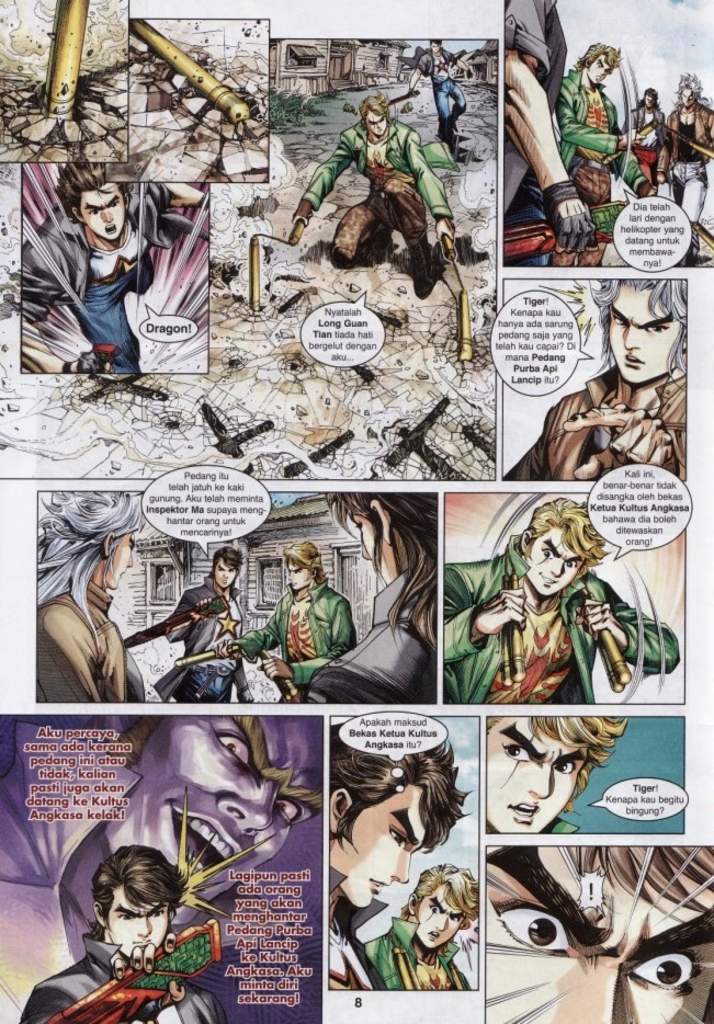 Dia telah
lari dengan
helikopter yang
datang untuk
membawa-
nya!
Dragon!
Nyatalah
Long Guan
Tian tiada hati
bergelut dengan
aku...
Tiger!
Kenapa kau
hanya ada sarung
pedang saja yang
telah kau capai? Di
mana Pedang
Purba Api
Lancip itu?
Pedang itu
telah jatuh ke kaki
gunung. Aku telah meminta
Inspektor Ma supaya meng-
hantar orang untuk
mencarinya!
Kali ini,
benar-benar tidak
disangka oleh bekas
Ketua Kultus Angkasa
bahawa dia boleh
ditewaskan
orang!
Aku percaya,
sama ada kerana
pedang ini atau
tidak, kalian
pasti juga akan
datang ke Kultus
Angkasa kelak!
Lagipun pasti
ada orang
yang akan
menghantar
Pedang Purba
Api Lancip
ke Kultus
Angkasa. Aku
minta diri
sekarang!
Apakah maksud
Bekas Ketua Kultus
Angkasa itu?
Tiger!
Kenapa kau begitu
bingung?
!
8